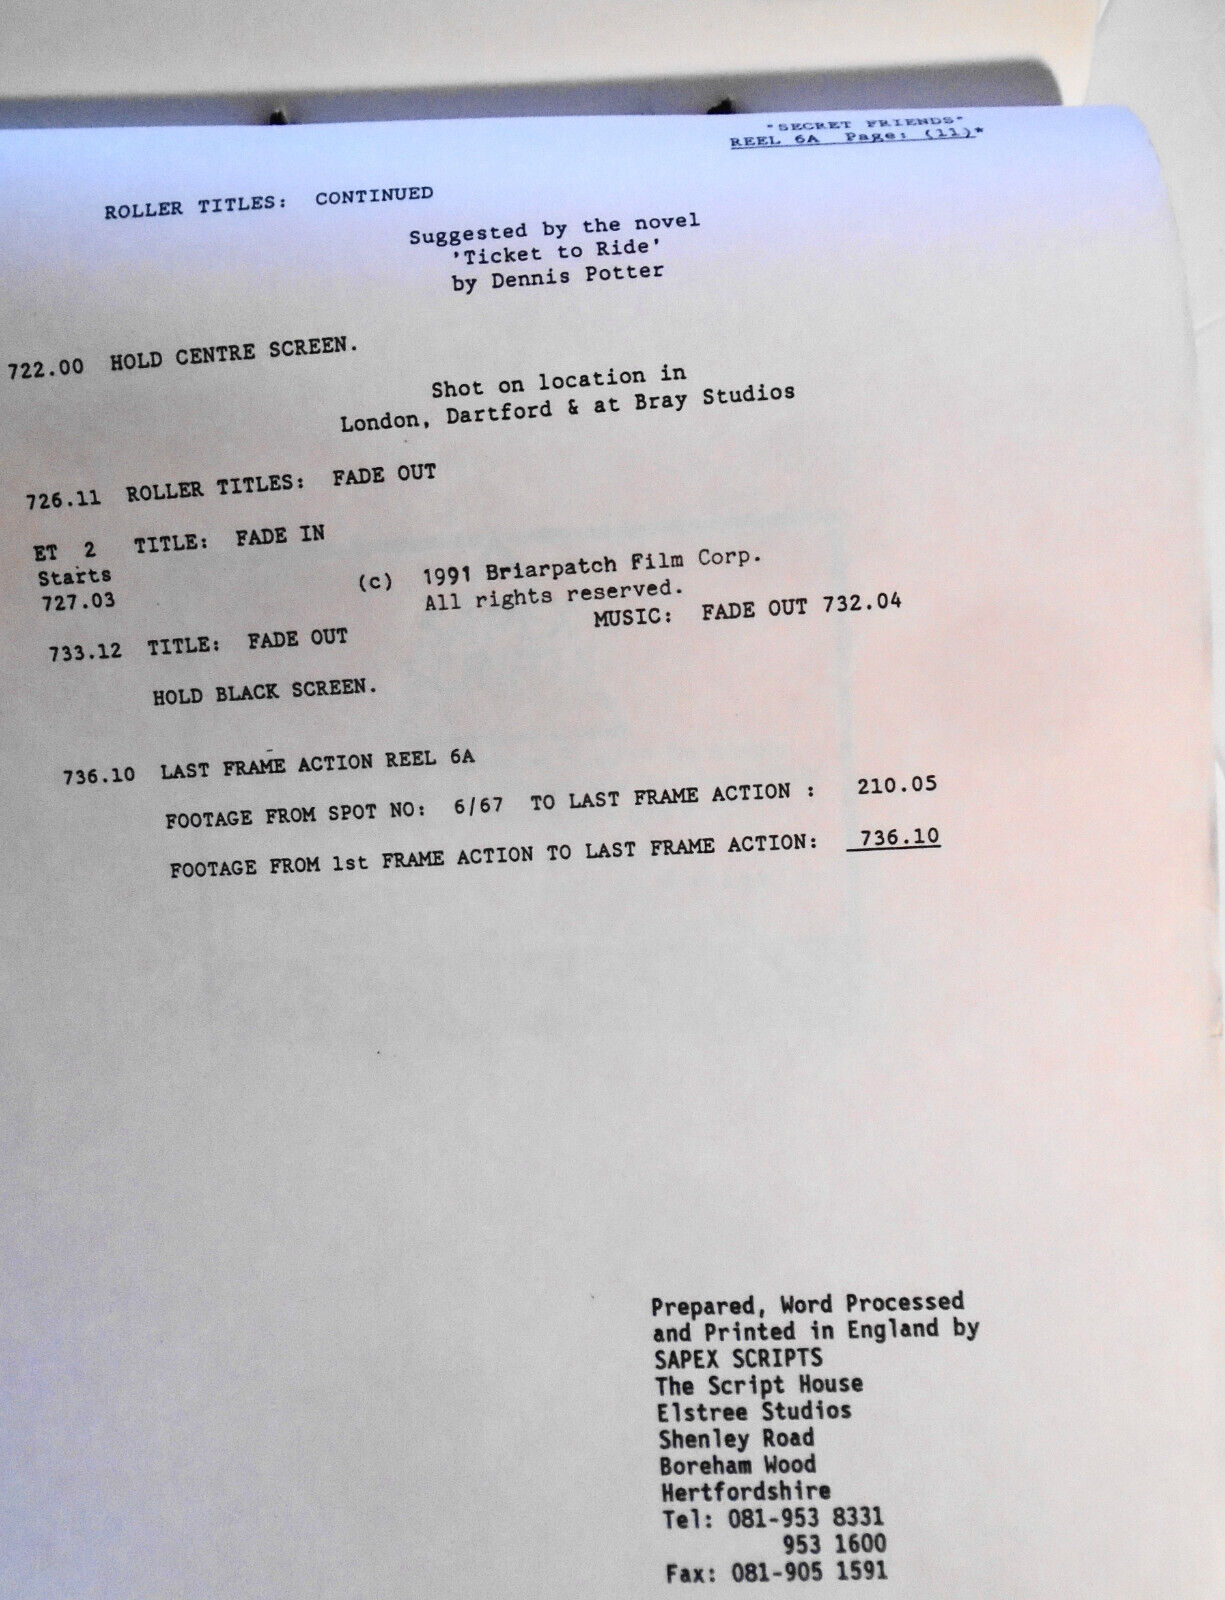 "SECRET FRIENDS"
REEL 6A Page: (11)*
ROLLER TITLES: CONTINUED
Suggested by the novel
'Ticket to Ride'
by Dennis Potter
722.00 HOLD CENTRE SCREEN.
Shot on location in
London, Dartford & at Bray Studios
726.11 ROLLER TITLES: FADE OUT
ET 2 TITLE: FADE IN
Starts
727.03
(c) 1991 Briarpatch Film Corp.
All rights reserved.
MUSIC: FADE OUT 732.04
733.12 TITLE: FADE OUT
HOLD BLACK SCREEN.
736.10 LAST FRAME ACTION REEL 6A
FOOTAGE FROM SPOT NO: 6/67 TO LAST FRAME ACTION : 210.05
FOOTAGE FROM 1st FRAME ACTION TO LAST FRAME ACTION: 736.10
Prepared, Word Processed
and Printed in England by
SAPEX SCRIPTS
The Script House
Elstree Studios
Shenley Road
Boreham Wood
Hertfordshire
Tel: 081-953 8331
953 1600
Fax: 081-905 1591